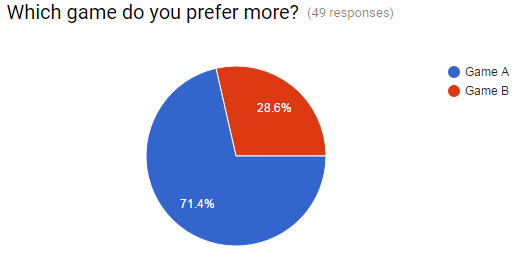 Which game do you prefer more? (49 responses)
Game A
Game B
28.6%
71.4%